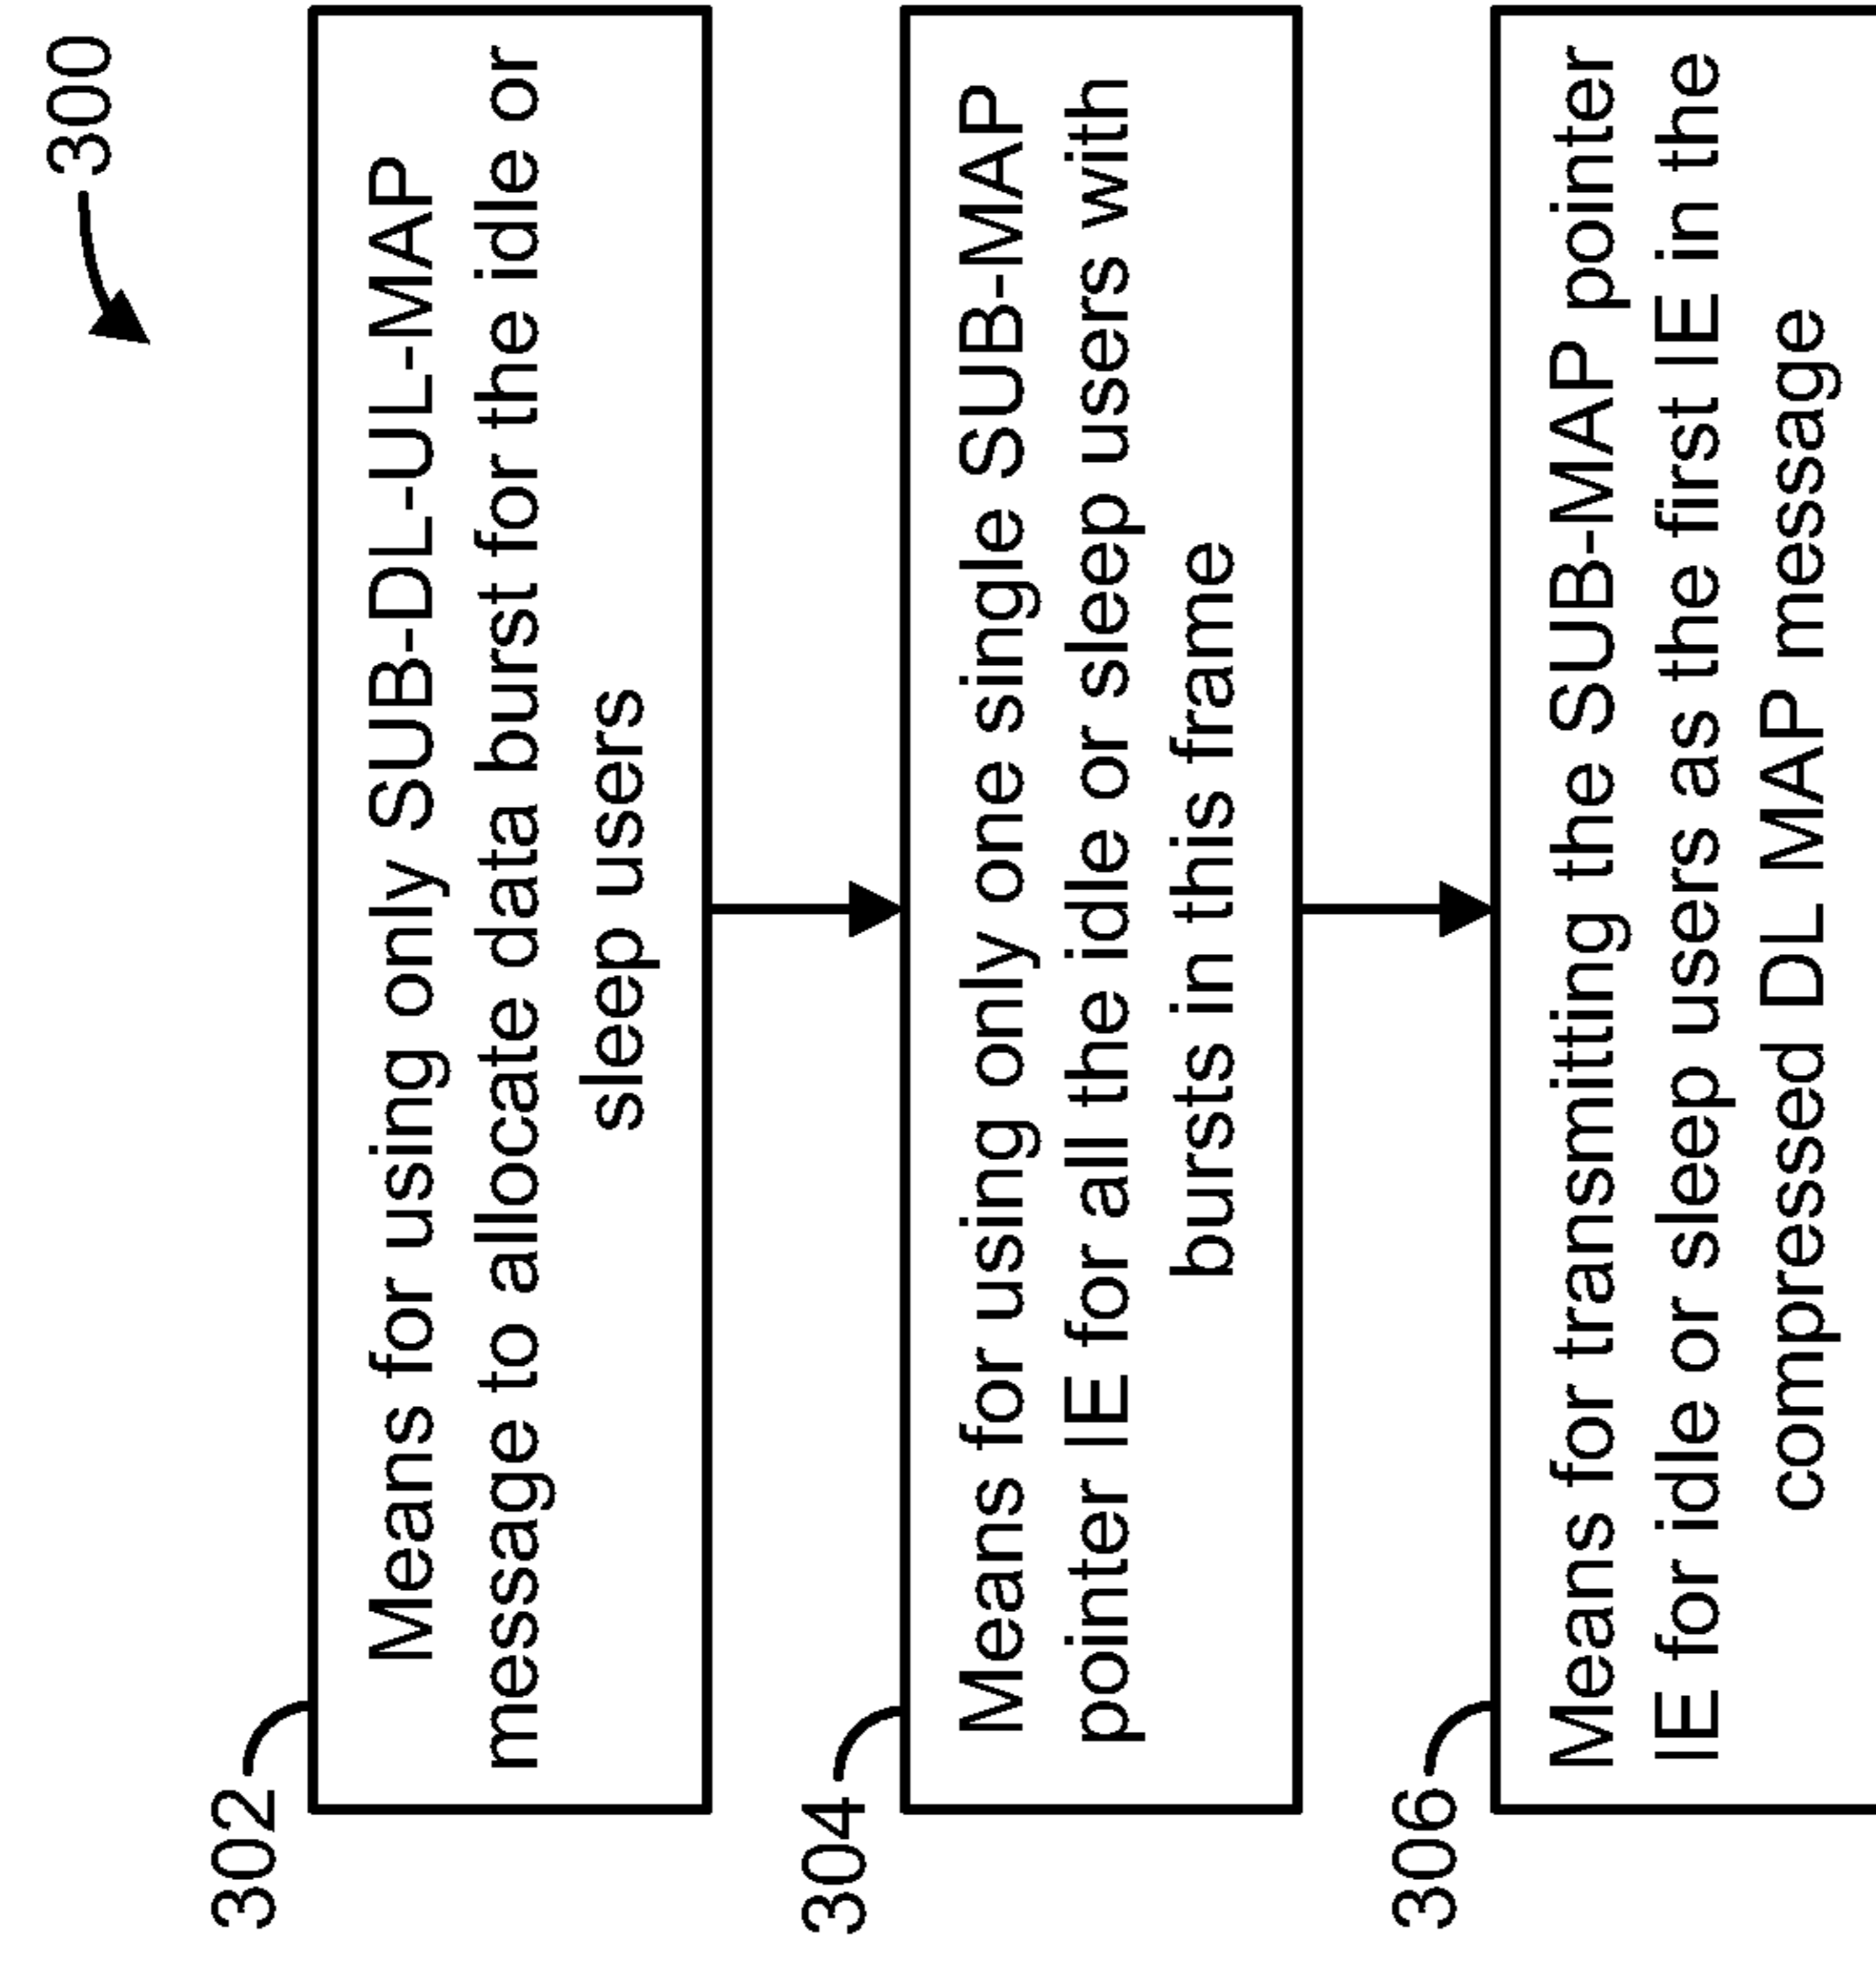 300
302
Means for using only SUB-DL-UL-MAP
message to allocate data burst for the idle or
sleep users
304
Means for using only one single SUB-MAP
pointer IE for all the idle or sleep users with
bursts in this frame
306
Means for transmitting the SUB-MAP pointer
IE for idle or sleep users as the first IE in the
compressed DL MAP message